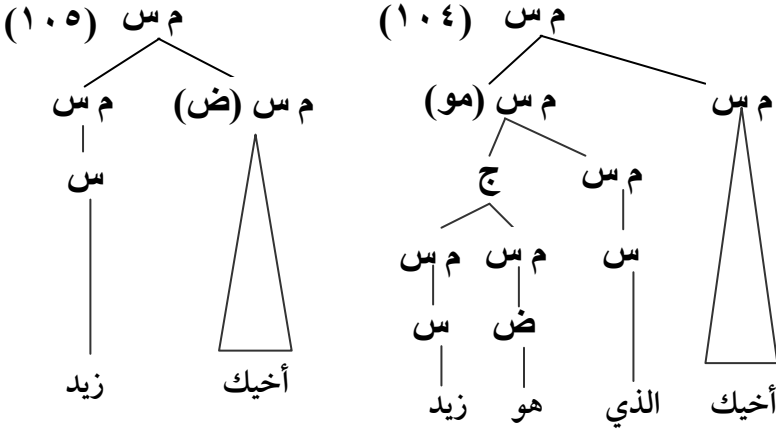 (١٠٤) م س
(١٠٥) م س
م س
م س (مو)
م س (ض)
م س
م س
ج
س
س
م س
م س
ض
س
أخيك
الذي
هو
زيد
أخيك
زيد